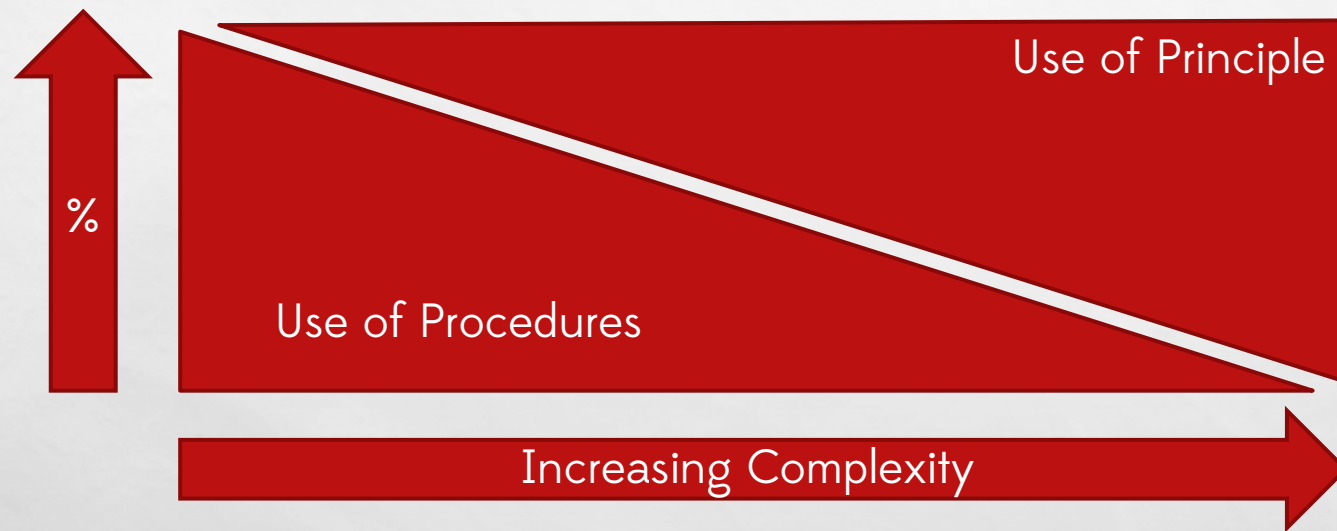 Use of Principle
%
Use of Procedures
Increasing Complexity